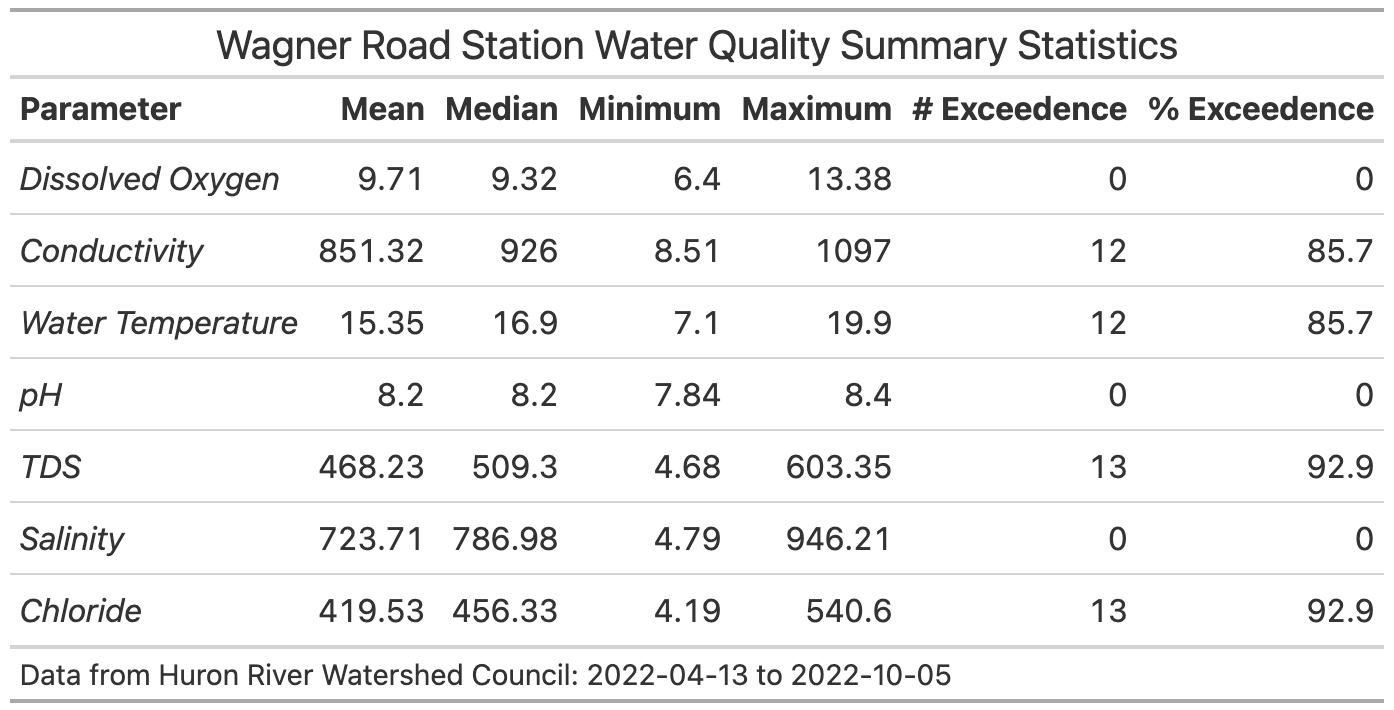 Wagner Road Station Water Quality Summary Statistics
Parameter Mean Median Minimum Maximum # Exceedence % Exceedence
Dissolved Oxygen 9.71 9.32 6.4 13.38 0 0
Conductivity 851.32 926 8.51 1097 12 85.7
Water Temperature 15.35 16.9 7.1 19.9 12 85.7
pH 8.2 8.2 7.84 8.4 0 0
TDS 468.23 509.3 4.68 603.35 13 92.9
Salinity 723.71 786.98 4.79 946.21 0 0
Chloride 419.53 456.33 4.19 540.6 13 92.9
Data from Huron River Watershed Council: 2022-04-13 to 2022-10-05